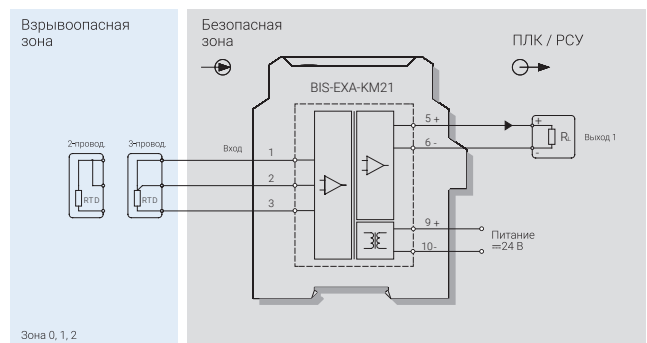 Взрывоопасная
зона
Безопасная
зона
ПЛК / РСУ
BIS-EXA-KM21
2-провод.
3-провод.
Вход
1
2
3
RTD
RTD
5 +
6 -
+
-
RL
Выход 1
9 +
10-
Питание
⎓24 В
Зона 0, 1, 2